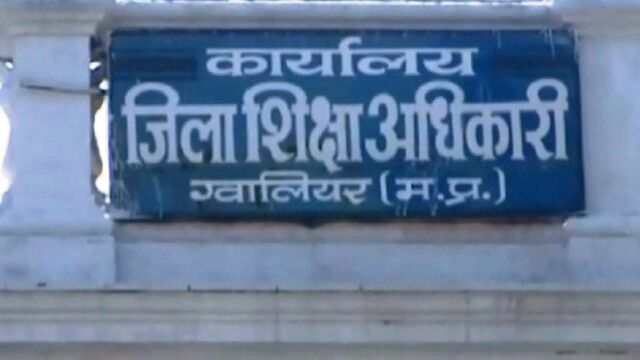 कार्यालय
जिला शिक्षा अधिकारी
ग्वालियर (म.प्र.)